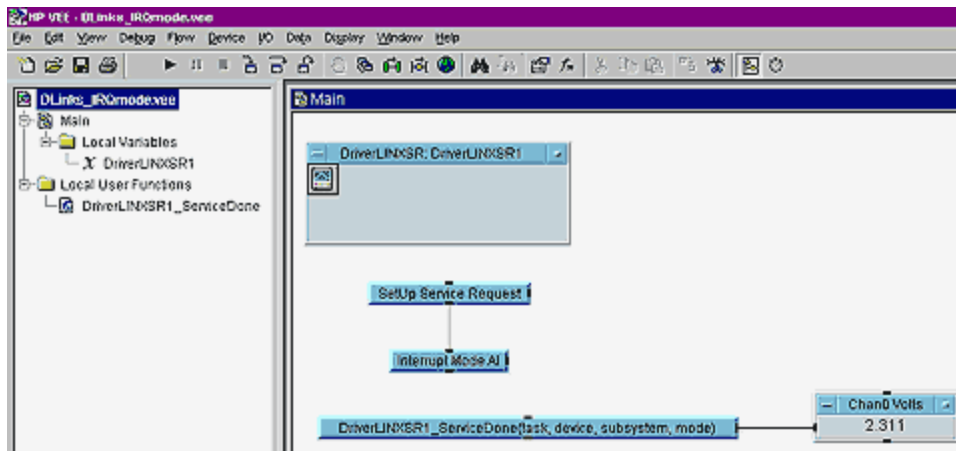 HP VEE - DLinks_IRQmode.vee
File Edit View Debug Flow Device I/O Data Display Window Help
DLinks_IRQmode.vee
Main
Local Variables
DriverLINXSR1
Local User Functions
DriverLINXSR1_ServiceDone
Main
DriverLINXSR: DriverLINXSR1
SetUp Service Request
Interrupt Mode AI
DriverLINXSR1_ServiceDone(task, device, subsystem, mode)
Chan0 Volts
2.311